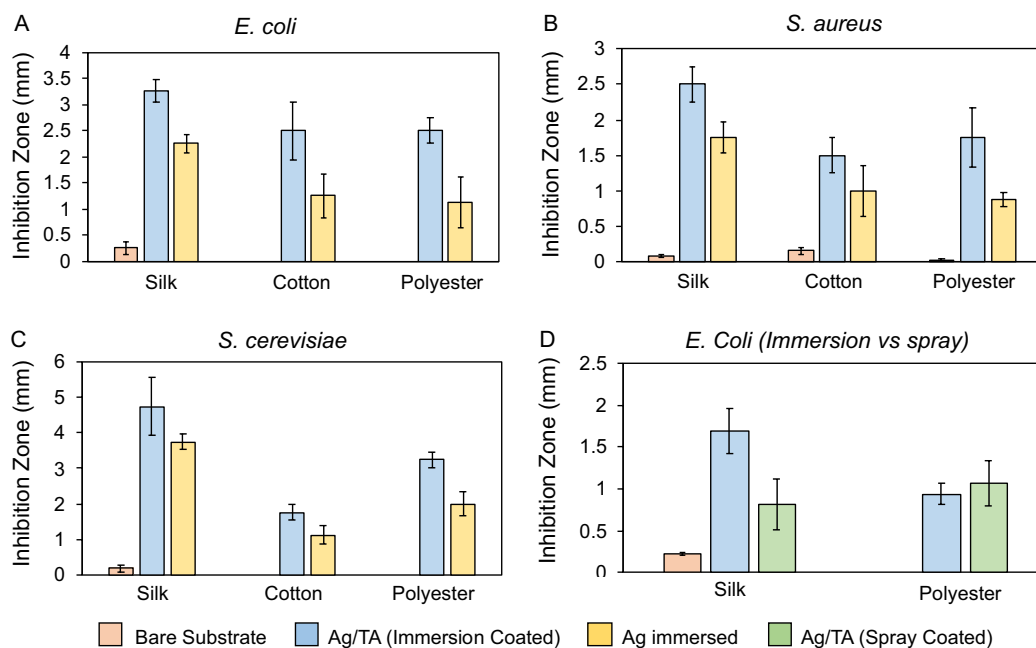 A
E. coli
Inhibition Zone (mm)
4
3.5
3
2.5
2
1.5
1
0.5
0
Silk
Cotton
Polyester
B
S. aureus
Inhibition Zone (mm)
3
2.5
2
1.5
1
0.5
0
Silk
Cotton
Polyester
C
S. cerevisiae
Inhibition Zone (mm)
6
5
4
3
2
1
0
Silk
Cotton
Polyester
D
E. Coli (Immersion vs spray)
Inhibition Zone (mm)
2.5
2
1.5
1
0.5
0
Silk
Polyester
Bare Substrate
Ag/TA (Immersion Coated)
Ag immersed
Ag/TA (Spray Coated)